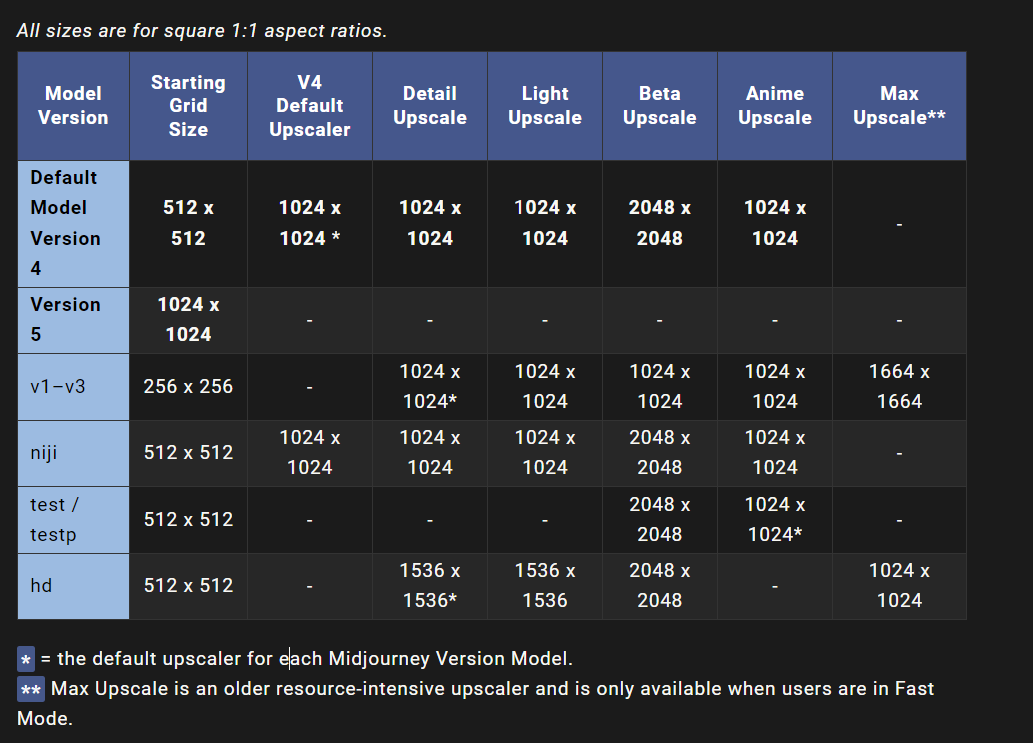 All sizes are for square 1:1 aspect ratios.
Model Version
Starting Grid Size
V4 Default Upscaler
Detail Upscale
Light Upscale
Beta Upscale
Anime Upscale
Max Upscale**
Default Model Version 4
512 x 512
1024 x 1024 *
1024 x 1024
1024 x 1024
2048 x 2048
1024 x 1024
-
Version 5
1024 x 1024
-
-
-
-
-
-
v1–v3
256 x 256
-
1024 x 1024*
1024 x 1024
1024 x 1024
1024 x 1024
1664 x 1664
niji
512 x 512
1024 x 1024
1024 x 1024
1024 x 1024
2048 x 2048
1024 x 1024
-
test / testp
512 x 512
-
-
-
2048 x 2048
1024 x 1024*
-
hd
512 x 512
-
1536 x 1536*
1536 x 1536
2048 x 2048
-
1024 x 1024
* = the default upscaler for each Midjourney Version Model.
** Max Upscale is an older resource-intensive upscaler and is only available when users are in Fast
Mode.